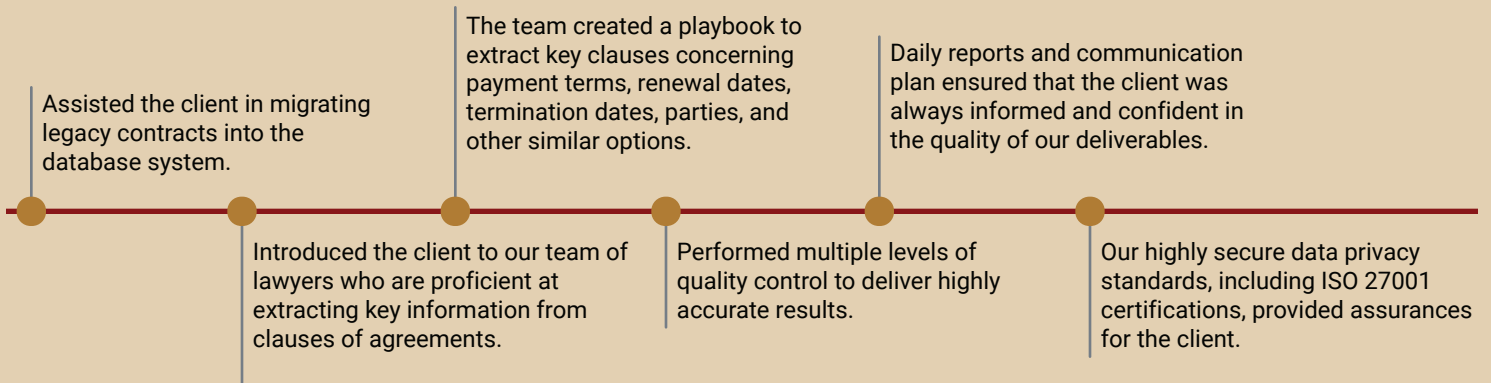 Assisted the client in migrating
legacy contracts into the
database system.
Introduced the client to our team of
lawyers who are proficient at
extracting key information from
clauses of agreements.
The team created a playbook to
extract key clauses concerning
payment terms, renewal dates,
termination dates, parties, and
other similar options.
Performed multiple levels of
quality control to deliver highly
accurate results.
Daily reports and communication
plan ensured that the client was
always informed and confident in
the quality of our deliverables.
Our highly secure data privacy
standards, including ISO 27001
certifications, provided assurances
for the client.